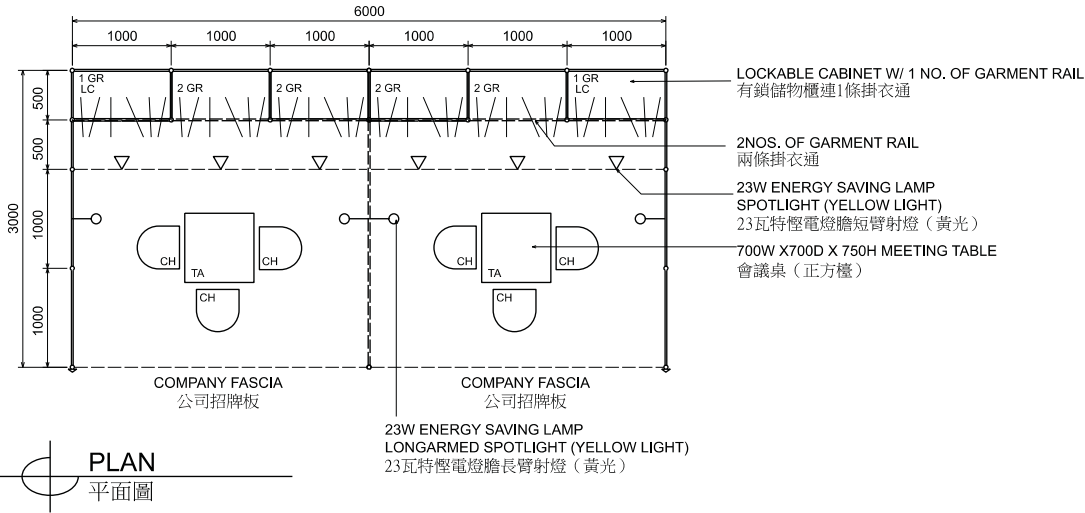 6000
1000 1000 1000 1000 1000 1000
3000
500
500
1000
1000
1 GR
LC
2 GR
2 GR
2 GR
2 GR
1 GR
LC
LOCKABLE CABINET W/ 1 NO. OF GARMENT RAIL
有鎖儲物櫃連1條掛衣通
2NOS. OF GARMENT RAIL
兩條掛衣通
23W ENERGY SAVING LAMP
SPOTLIGHT (YELLOW LIGHT)
23瓦特慳電燈膽短臂射燈（黃光）
700W X700D X 750H MEETING TABLE
會議桌（正方檯）
CH
TA
CH
CH
CH
TA
CH
CH
COMPANY FASCIA
公司招牌板
COMPANY FASCIA
公司招牌板
23W ENERGY SAVING LAMP
LONGARMED SPOTLIGHT (YELLOW LIGHT)
23瓦特慳電燈膽長臂射燈（黃光）
PLAN
平面圖